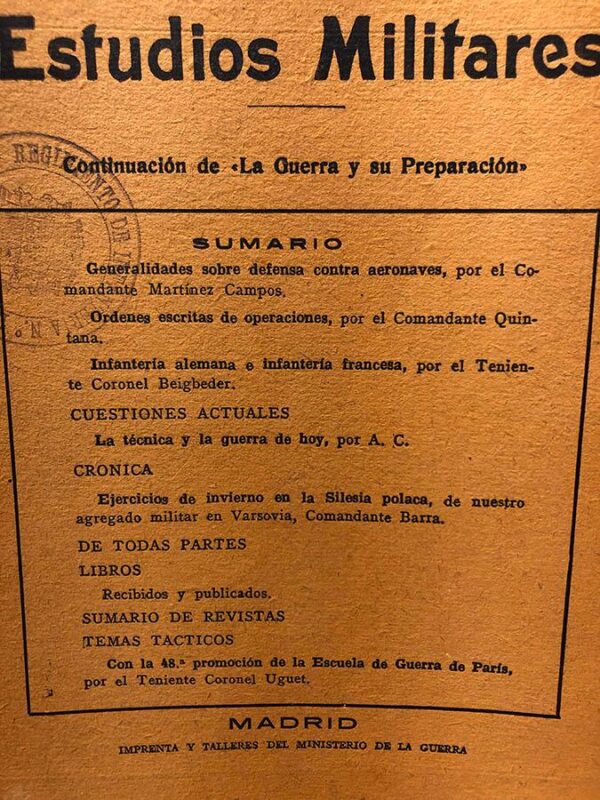 Estudios Militares
Continuación de «La Guerra y su Preparación»
REGIMIENTO DE
SUMARIO
Generalidades sobre defensa contra aeronaves, por el Co-
mandante Martínez Campos.
Ordenes escritas de operaciones, por el Comandante Quin-
tana.
Infantería alemana e infantería francesa, por el Tenien-
te Coronel Beigbeder.
CUESTIONES ACTUALES
La técnica y la guerra de hoy, por A. C.
CRONICA
Ejercicios de invierno en la Silesia polaca, de nuestro
agregado militar en Varsovia, Comandante Barra.
DE TODAS PARTES
LIBROS
Recibidos y publicados.
SUMARIO DE REVISTAS
TEMAS TACTICOS
Con la 48.ª promoción de la Escuela de Guerra de París,
por el Teniente Coronel Uguet.
MADRID
IMPRENTA Y TALLERES DEL MINISTERIO DE LA GUERRA